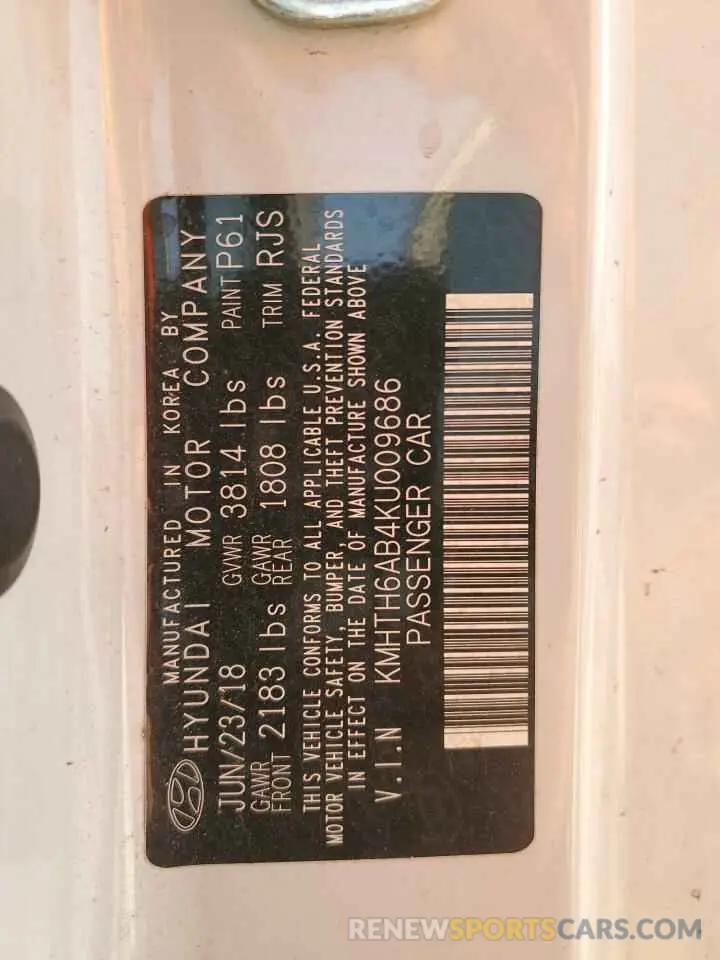 MANUFACTURED IN KOREA BY
HYUNDAI MOTOR COMPANY
JUN/23/18 GVWR 3814 lbs PAINT P61
GAWR FRONT 2183 lbs GAWR REAR 1808 lbs TRIM RJS
THIS VEHICLE CONFORMS TO ALL APPLICABLE U.S.A. FEDERAL
MOTOR VEHICLE SAFETY, BUMPER, AND THEFT PREVENTION STANDARDS
IN EFFECT ON THE DATE OF MANUFACTURE SHOWN ABOVE
V.I.N KMHTH6AB4KU009686
PASSENGER CAR
RENEWSPORTSCARS.COM